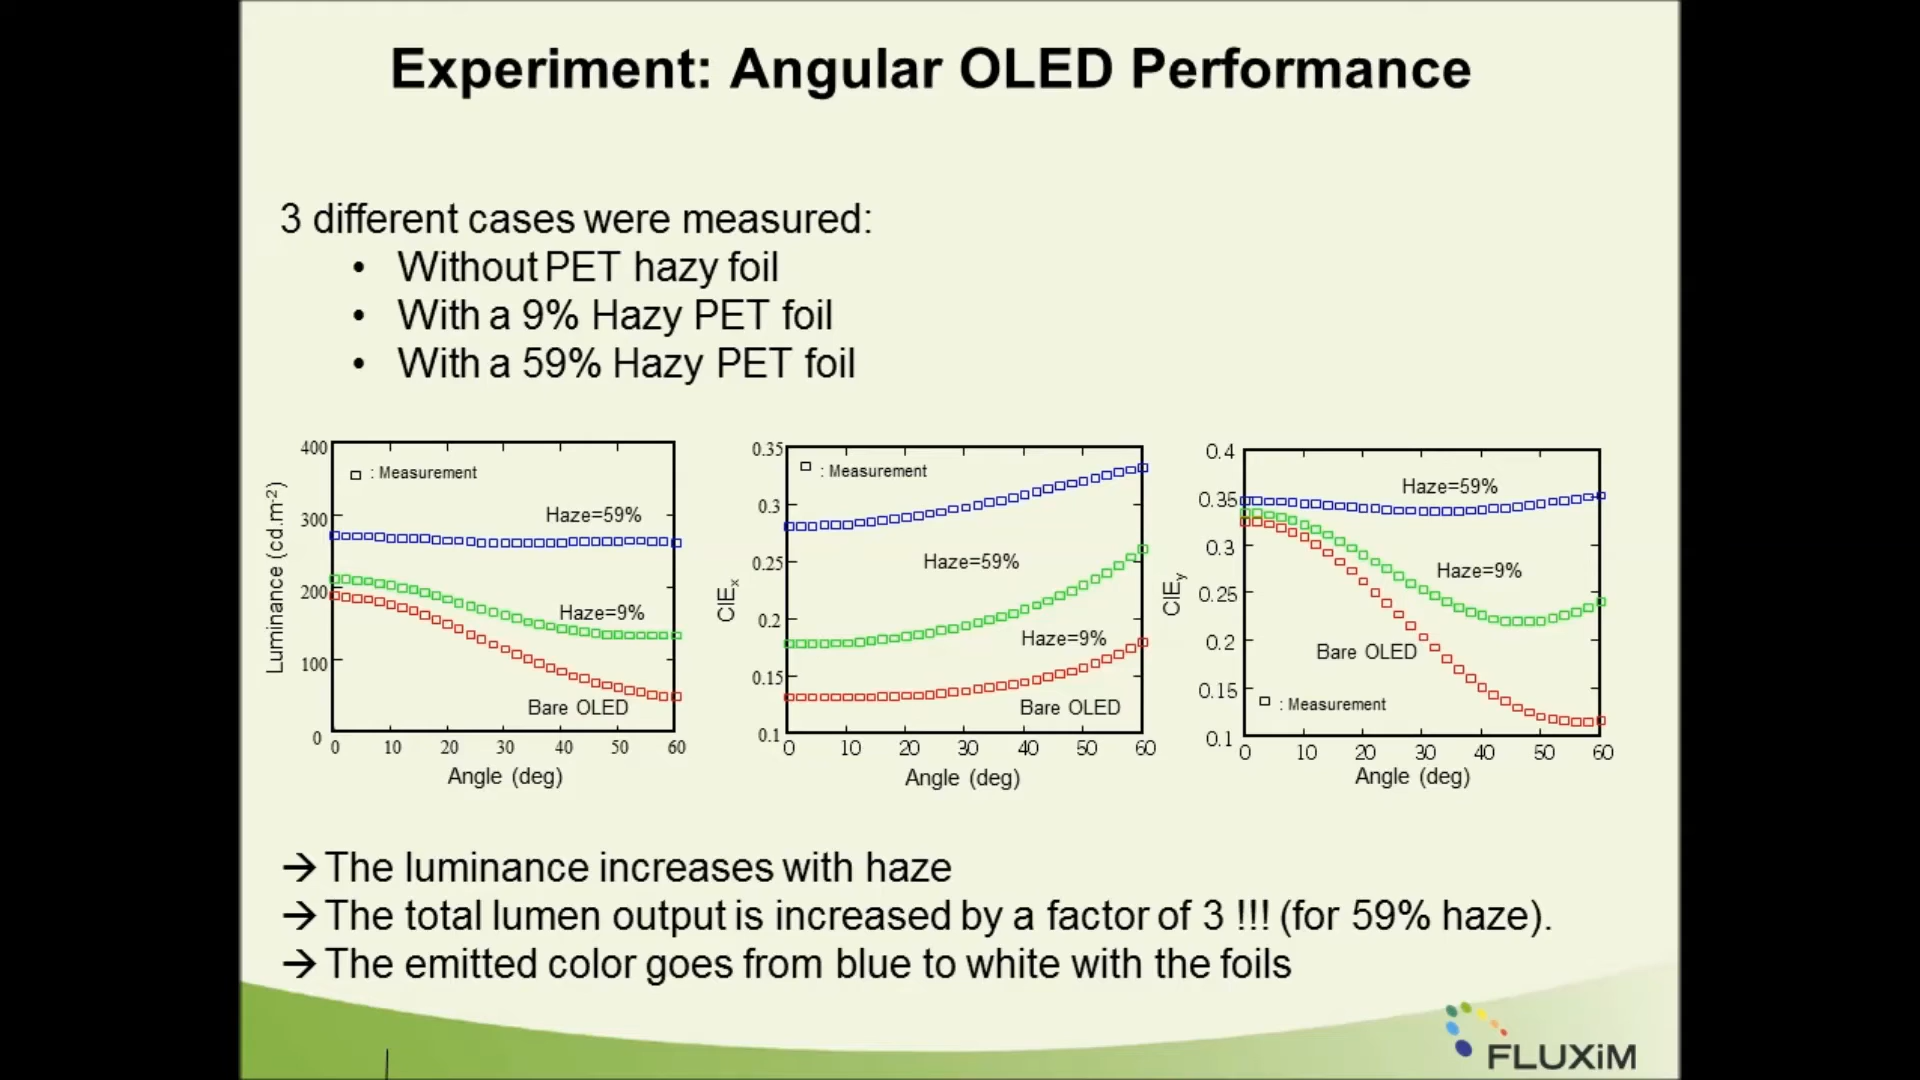 Experiment: Angular OLED Performance
3 different cases were measured:
• Without PET hazy foil
• With a 9% Hazy PET foil
• With a 59% Hazy PET foil
400
300
200
100
0
Luminance (cd.m-2)
: Measurement
Haze=59%
Haze=9%
Bare OLED
0 10 20 30 40 50 60
Angle (deg)
0.35
0.3
0.25
0.2
0.15
0.1
CIEx
: Measurement
Haze=59%
Haze=9%
Bare OLED
0 10 20 30 40 50 60
Angle (deg)
0.4
0.35
0.3
0.25
0.2
0.15
0.1
CIEy
Haze=59%
Haze=9%
Bare OLED
: Measurement
0 10 20 30 40 50 60
Angle (deg)
→ The luminance increases with haze
→ The total lumen output is increased by a factor of 3 !!! (for 59% haze).
→ The emitted color goes from blue to white with the foils
FLUXiM